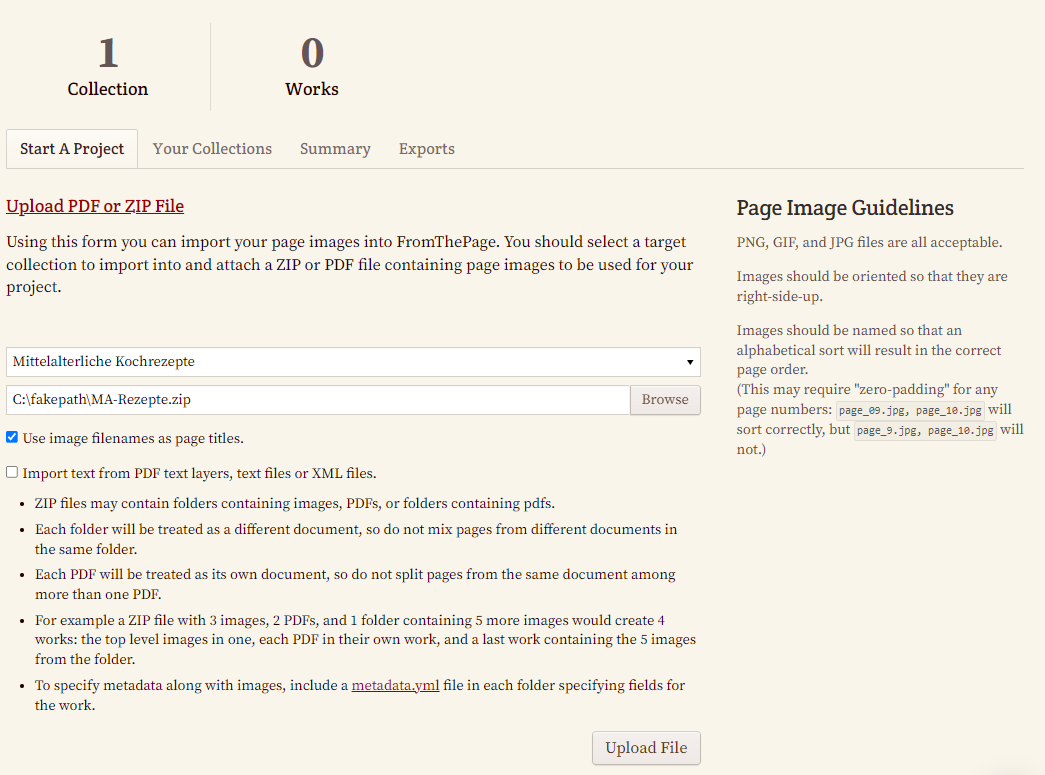 1
Collection
0
Works
Start A Project
Your Collections
Summary
Exports
Upload PDF or ZIP File
Using this form you can import your page images into FromThePage. You should select a target
collection to import into and attach a ZIP or PDF file containing page images to be used for your
project.
Mittelalterliche Kochrezepte
C:\fakepath\MA-Rezepte.zip
Browse
Use image filenames as page titles.
Import text from PDF text layers, text files or XML files.
• ZIP files may contain folders containing images, PDFs, or folders containing pdfs.
• Each folder will be treated as a different document, so do not mix pages from different documents in
the same folder.
• Each PDF will be treated as its own document, so do not split pages from the same document among
more than one PDF.
• For example a ZIP file with 3 images, 2 PDFs, and 1 folder containing 5 more images would create 4
works: the top level images in one, each PDF in their own work, and a last work containing the 5 images
from the folder.
• To specify metadata along with images, include a metadata.yml file in each folder specifying fields for
the work.
Upload File
Page Image Guidelines
PNG, GIF, and JPG files are all acceptable.
Images should be oriented so that they are
right-side-up.
Images should be named so that an
alphabetical sort will result in the correct
page order.
(This may require "zero-padding" for any
page numbers: page_09.jpg, page_10.jpg will
sort correctly, but page_9.jpg, page_10.jpg will
not.)